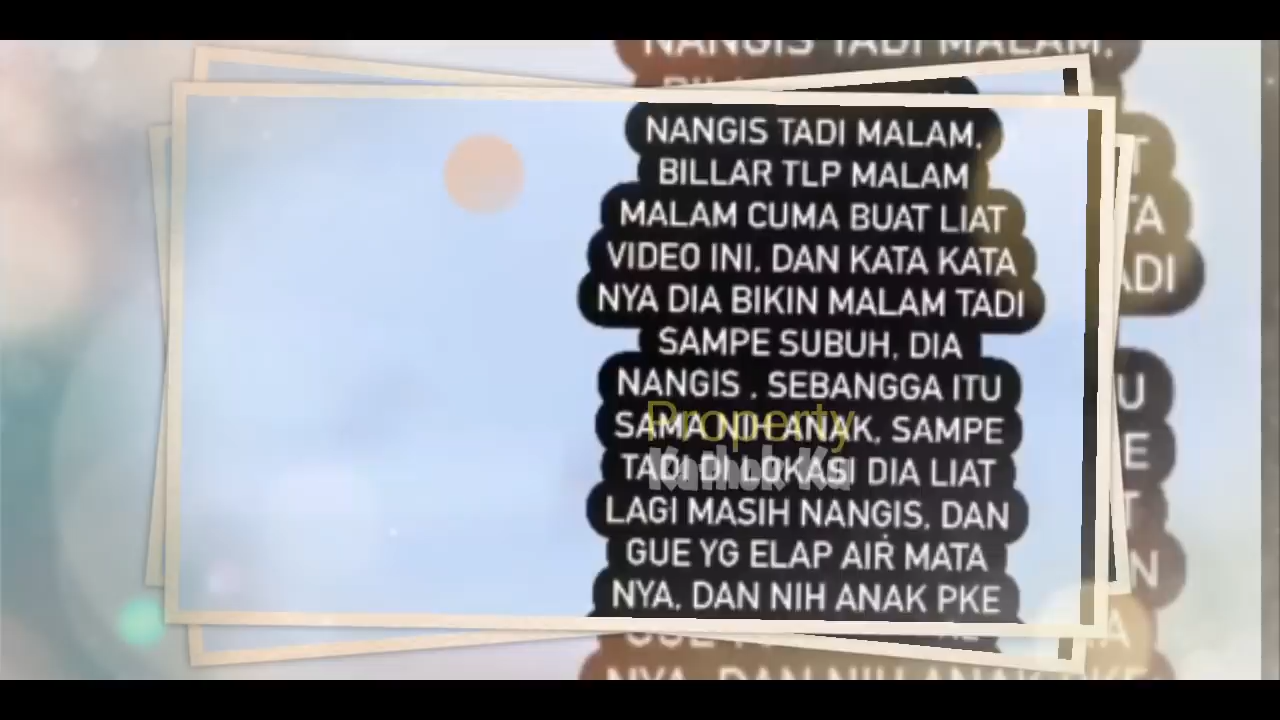 NANGIS TADI MALAM.
BILLAR TLP MALAM
MALAM CUMA BUAT LIAT
VIDEO INI. DAN KATA KATA
NYA DIA BIKIN MALAM TADI
SAMPE SUBUH. DIA
NANGIS . SEBANGGA ITU
SAMA NIH ANAK. SAMPE
TADI DI LOKASI DIA LIAT
LAGI MASIH NANGIS. DAN
GUE YG ELAP AIR MATA
NYA. DAN NIH ANAK PKE
Property